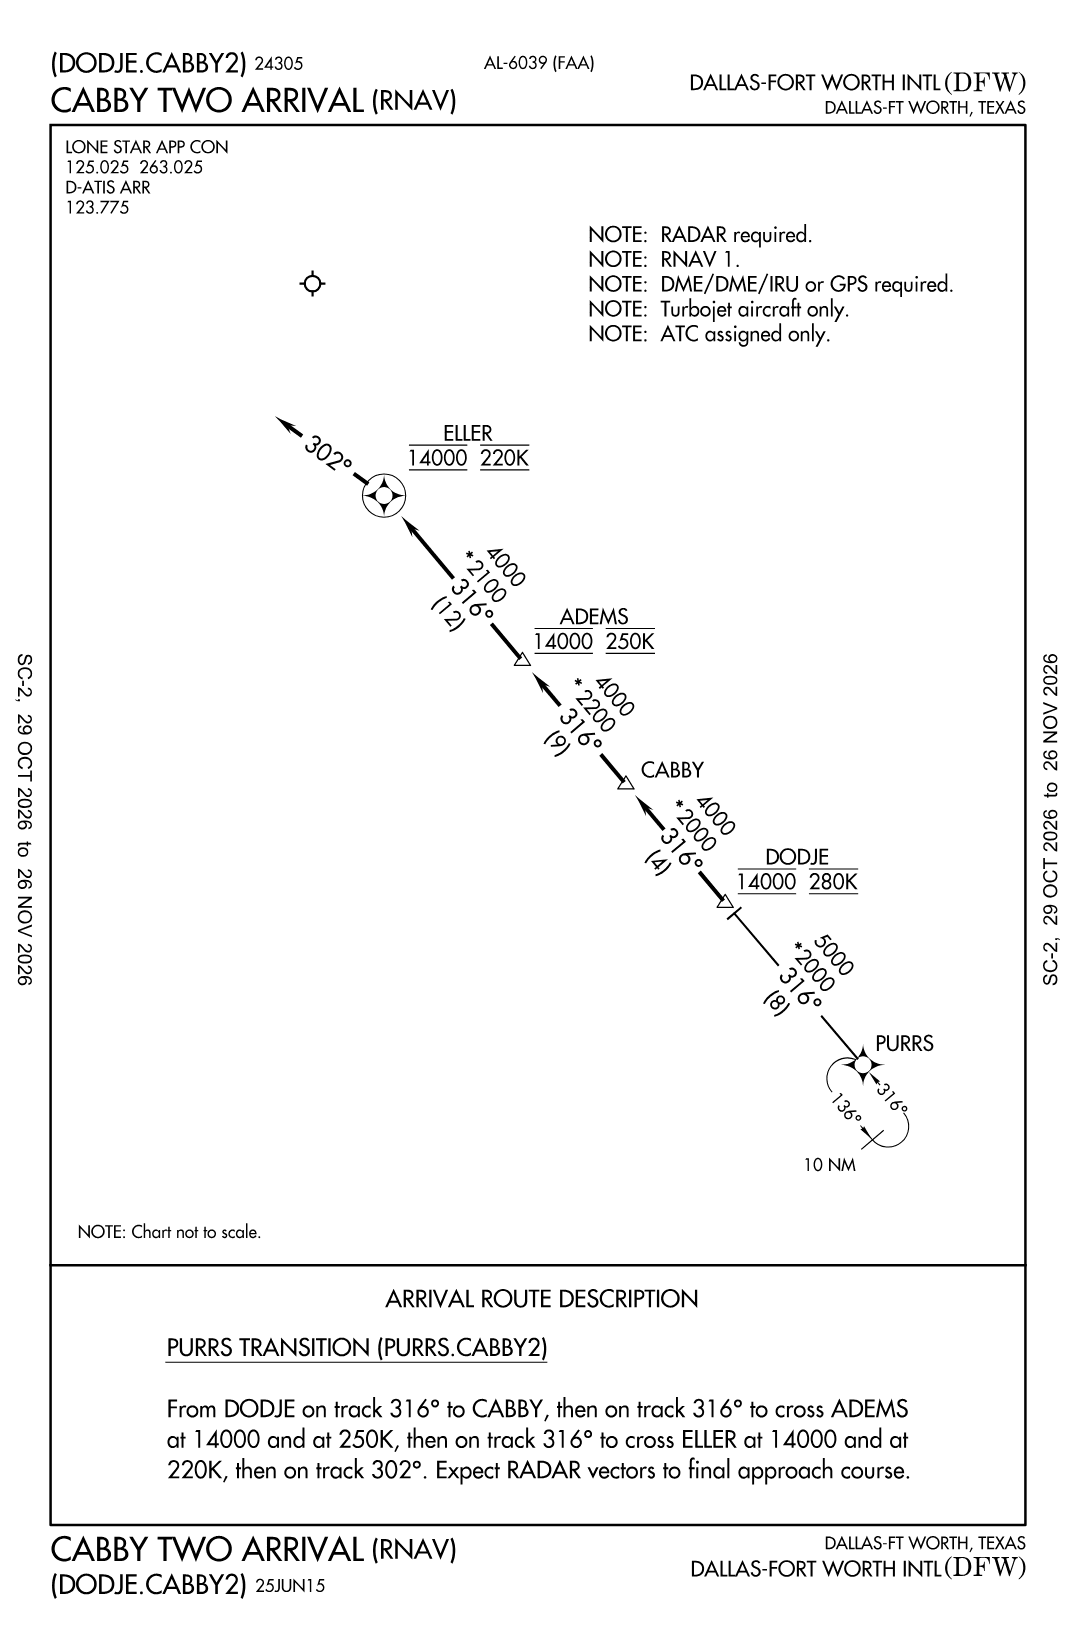 (DODJE.CABBY2) 24305
AL-6039 (FAA)
DALLAS-FORT WORTH INTL (DFW)
CABBY TWO ARRIVAL (RNAV)
DALLAS-FT WORTH, TEXAS
LONE STAR APP CON
125.025 263.025
D-ATIS ARR
123.775
NOTE: RADAR required.
NOTE: RNAV 1.
NOTE: DME/DME/IRU or GPS required.
NOTE: Turbojet aircraft only.
NOTE: ATC assigned only.
302°
ELLER
14000 220K
4000
*2100
316°
(12)
ADEMS
14000 250K
4000
*2200
316°
(9)
CABBY
4000
*2000
316°
(4)
DODJE
14000 280K
5000
*2000
316°
(8)
PURRS
316°
136°
10 NM
SC-2, 29 OCT 2026 to 26 NOV 2026
SC-2, 29 OCT 2026 to 26 NOV 2026
NOTE: Chart not to scale.
ARRIVAL ROUTE DESCRIPTION
PURRS TRANSITION (PURRS.CABBY2)
From DODJE on track 316° to CABBY, then on track 316° to cross ADEMS
at 14000 and at 250K, then on track 316° to cross ELLER at 14000 and at
220K, then on track 302°. Expect RADAR vectors to final approach course.
CABBY TWO ARRIVAL (RNAV)
DALLAS-FT WORTH, TEXAS
DALLAS-FORT WORTH INTL (DFW)
(DODJE.CABBY2) 25JUN15